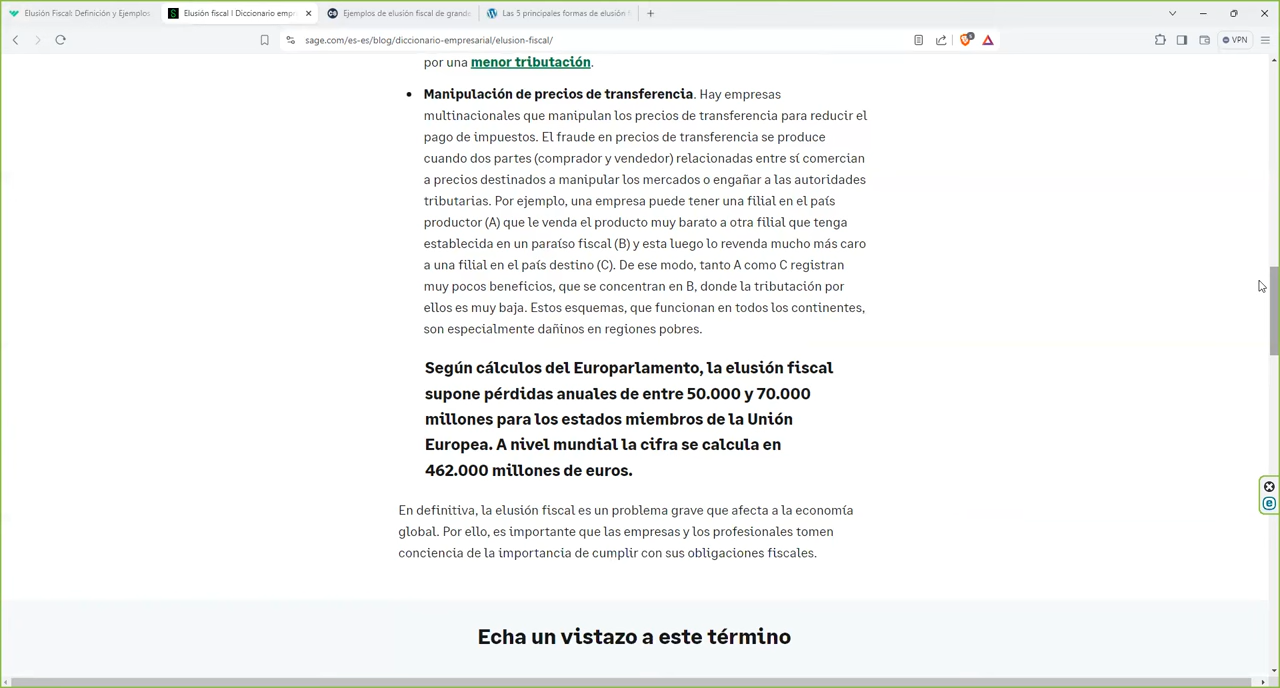 Elusión Fiscal: Definición y Ejemplos
Elusión fiscal | Diccionario empr
Ejemplos de elusión fiscal de grande
Las 5 principales formas de elusión f
sage.com/es-es/blog/diccionario-empresarial/elusion-fiscal/
VPN
por una menor tributación.
• Manipulación de precios de transferencia. Hay empresas
multinacionales que manipulan los precios de transferencia para reducir el
pago de impuestos. El fraude en precios de transferencia se produce
cuando dos partes (comprador y vendedor) relacionadas entre sí comercian
a precios destinados a manipular los mercados o engañar a las autoridades
tributarias. Por ejemplo, una empresa puede tener una filial en el país
productor (A) que le venda el producto muy barato a otra filial que tenga
establecida en un paraíso fiscal (B) y esta luego lo revenda mucho más caro
a una filial en el país destino (C). De ese modo, tanto A como C registran
muy pocos beneficios, que se concentran en B, donde la tributación por
ellos es muy baja. Estos esquemas, que funcionan en todos los continentes,
son especialmente dañinos en regiones pobres.
Según cálculos del Europarlamento, la elusión fiscal
supone pérdidas anuales de entre 50.000 y 70.000
millones para los estados miembros de la Unión
Europea. A nivel mundial la cifra se calcula en
462.000 millones de euros.
En definitiva, la elusión fiscal es un problema grave que afecta a la economía
global. Por ello, es importante que las empresas y los profesionales tomen
conciencia de la importancia de cumplir con sus obligaciones fiscales.
Echa un vistazo a este término